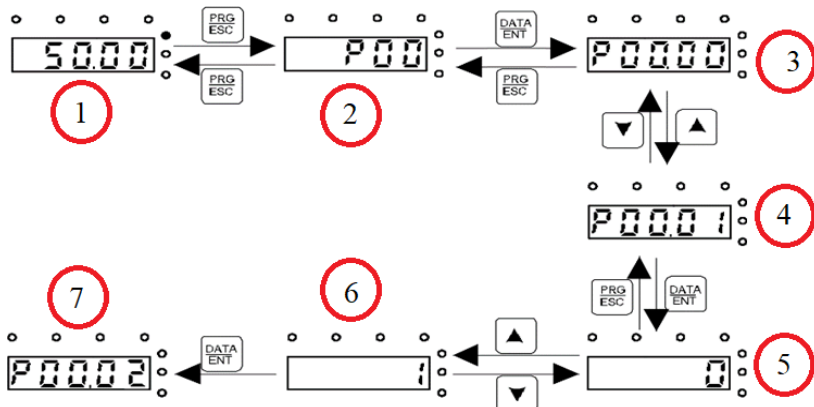 PRG
ESC
50.00
PRG
ESC
1
P00
2
DATA
ENT
PRG
ESC
P00.00
3
▼ ▲
P00.01
4
PRG
ESC
DATA
ENT
7
6
P00.02
DATA
ENT
1
▲
▼
0
5